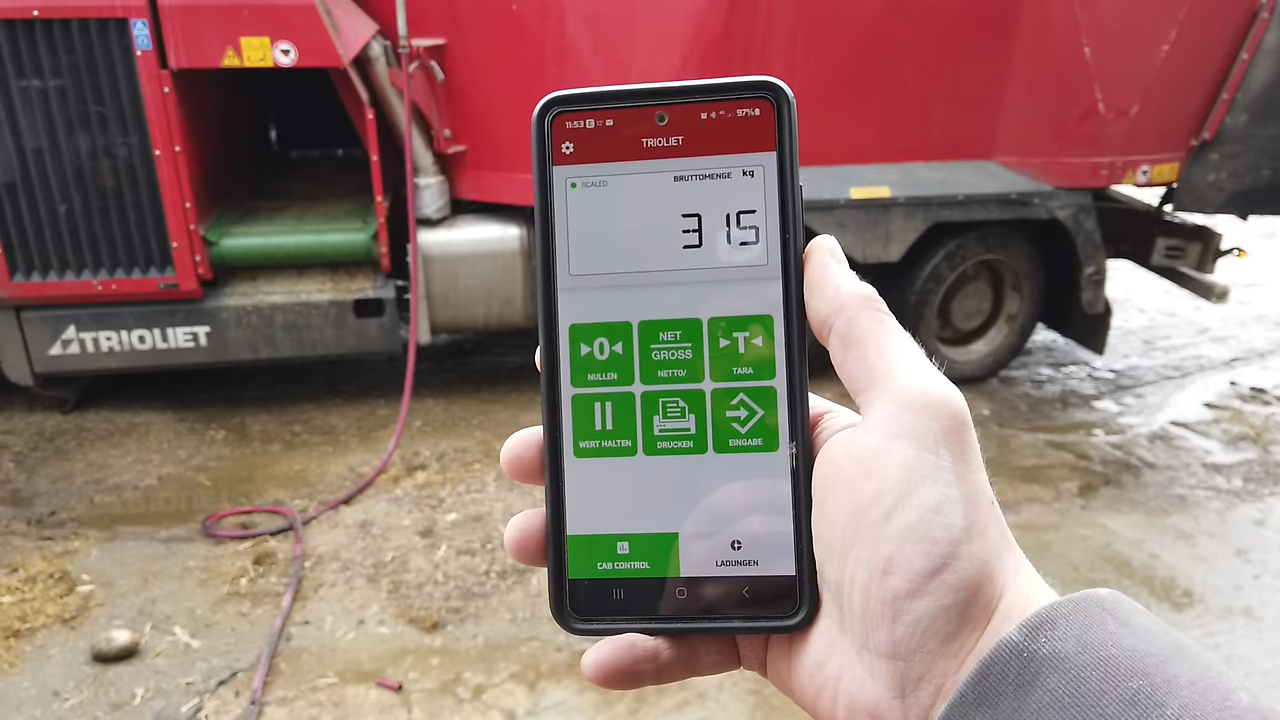 11:53 12° 97%
TRIOLIET
SCALED
BRUTTOMENGE kg
315
0
NULLEN
NET
GROSS
NETTO/
T
TARA
WERT HALTEN
DRUCKEN
EINGABE
CAB CONTROL
LADUNGEN
TRIOLIET